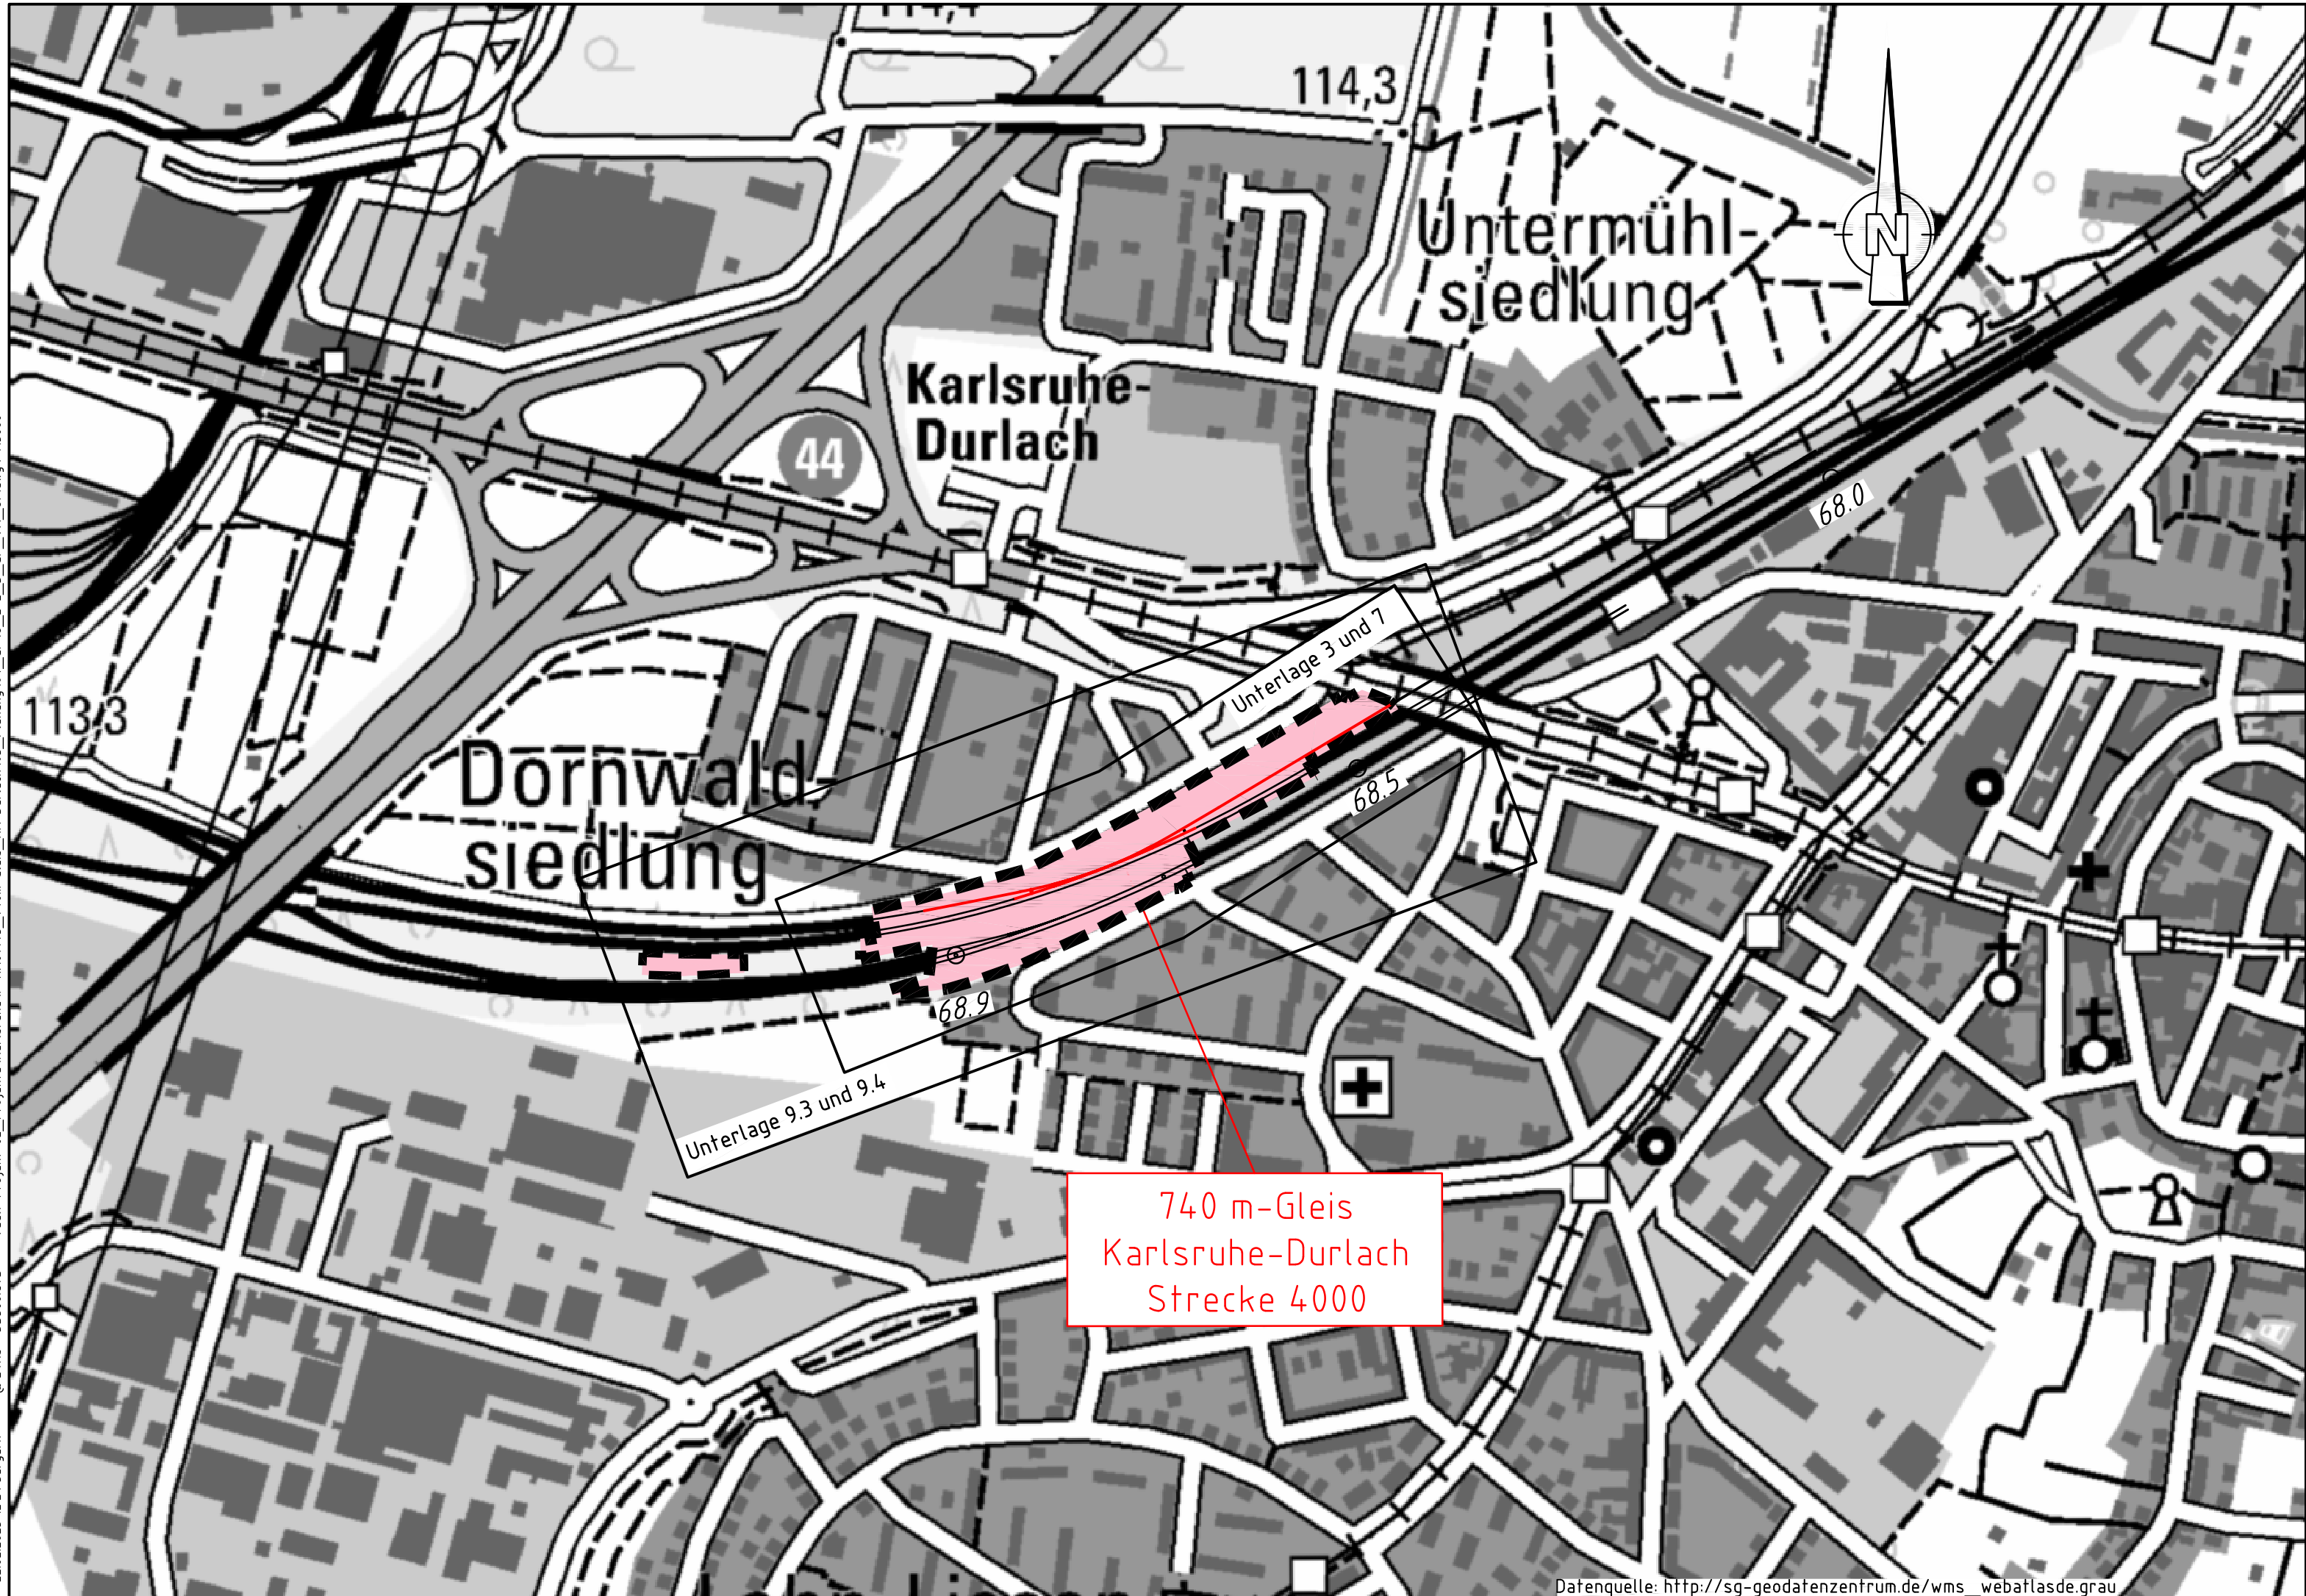 114,3
Untermühl-
siedlung
N
Karlsruhe-
Durlach
44
68.0
Unterlage 3 und 7
113,3
Dornwald-
siedlung
68.5
68.9
Unterlage 9.3 und 9.4
740 m-Gleis
Karlsruhe-Durlach
Strecke 4000
Datenquelle: http://sg-geodatenzentrum.de/wms_webatlasde.grau